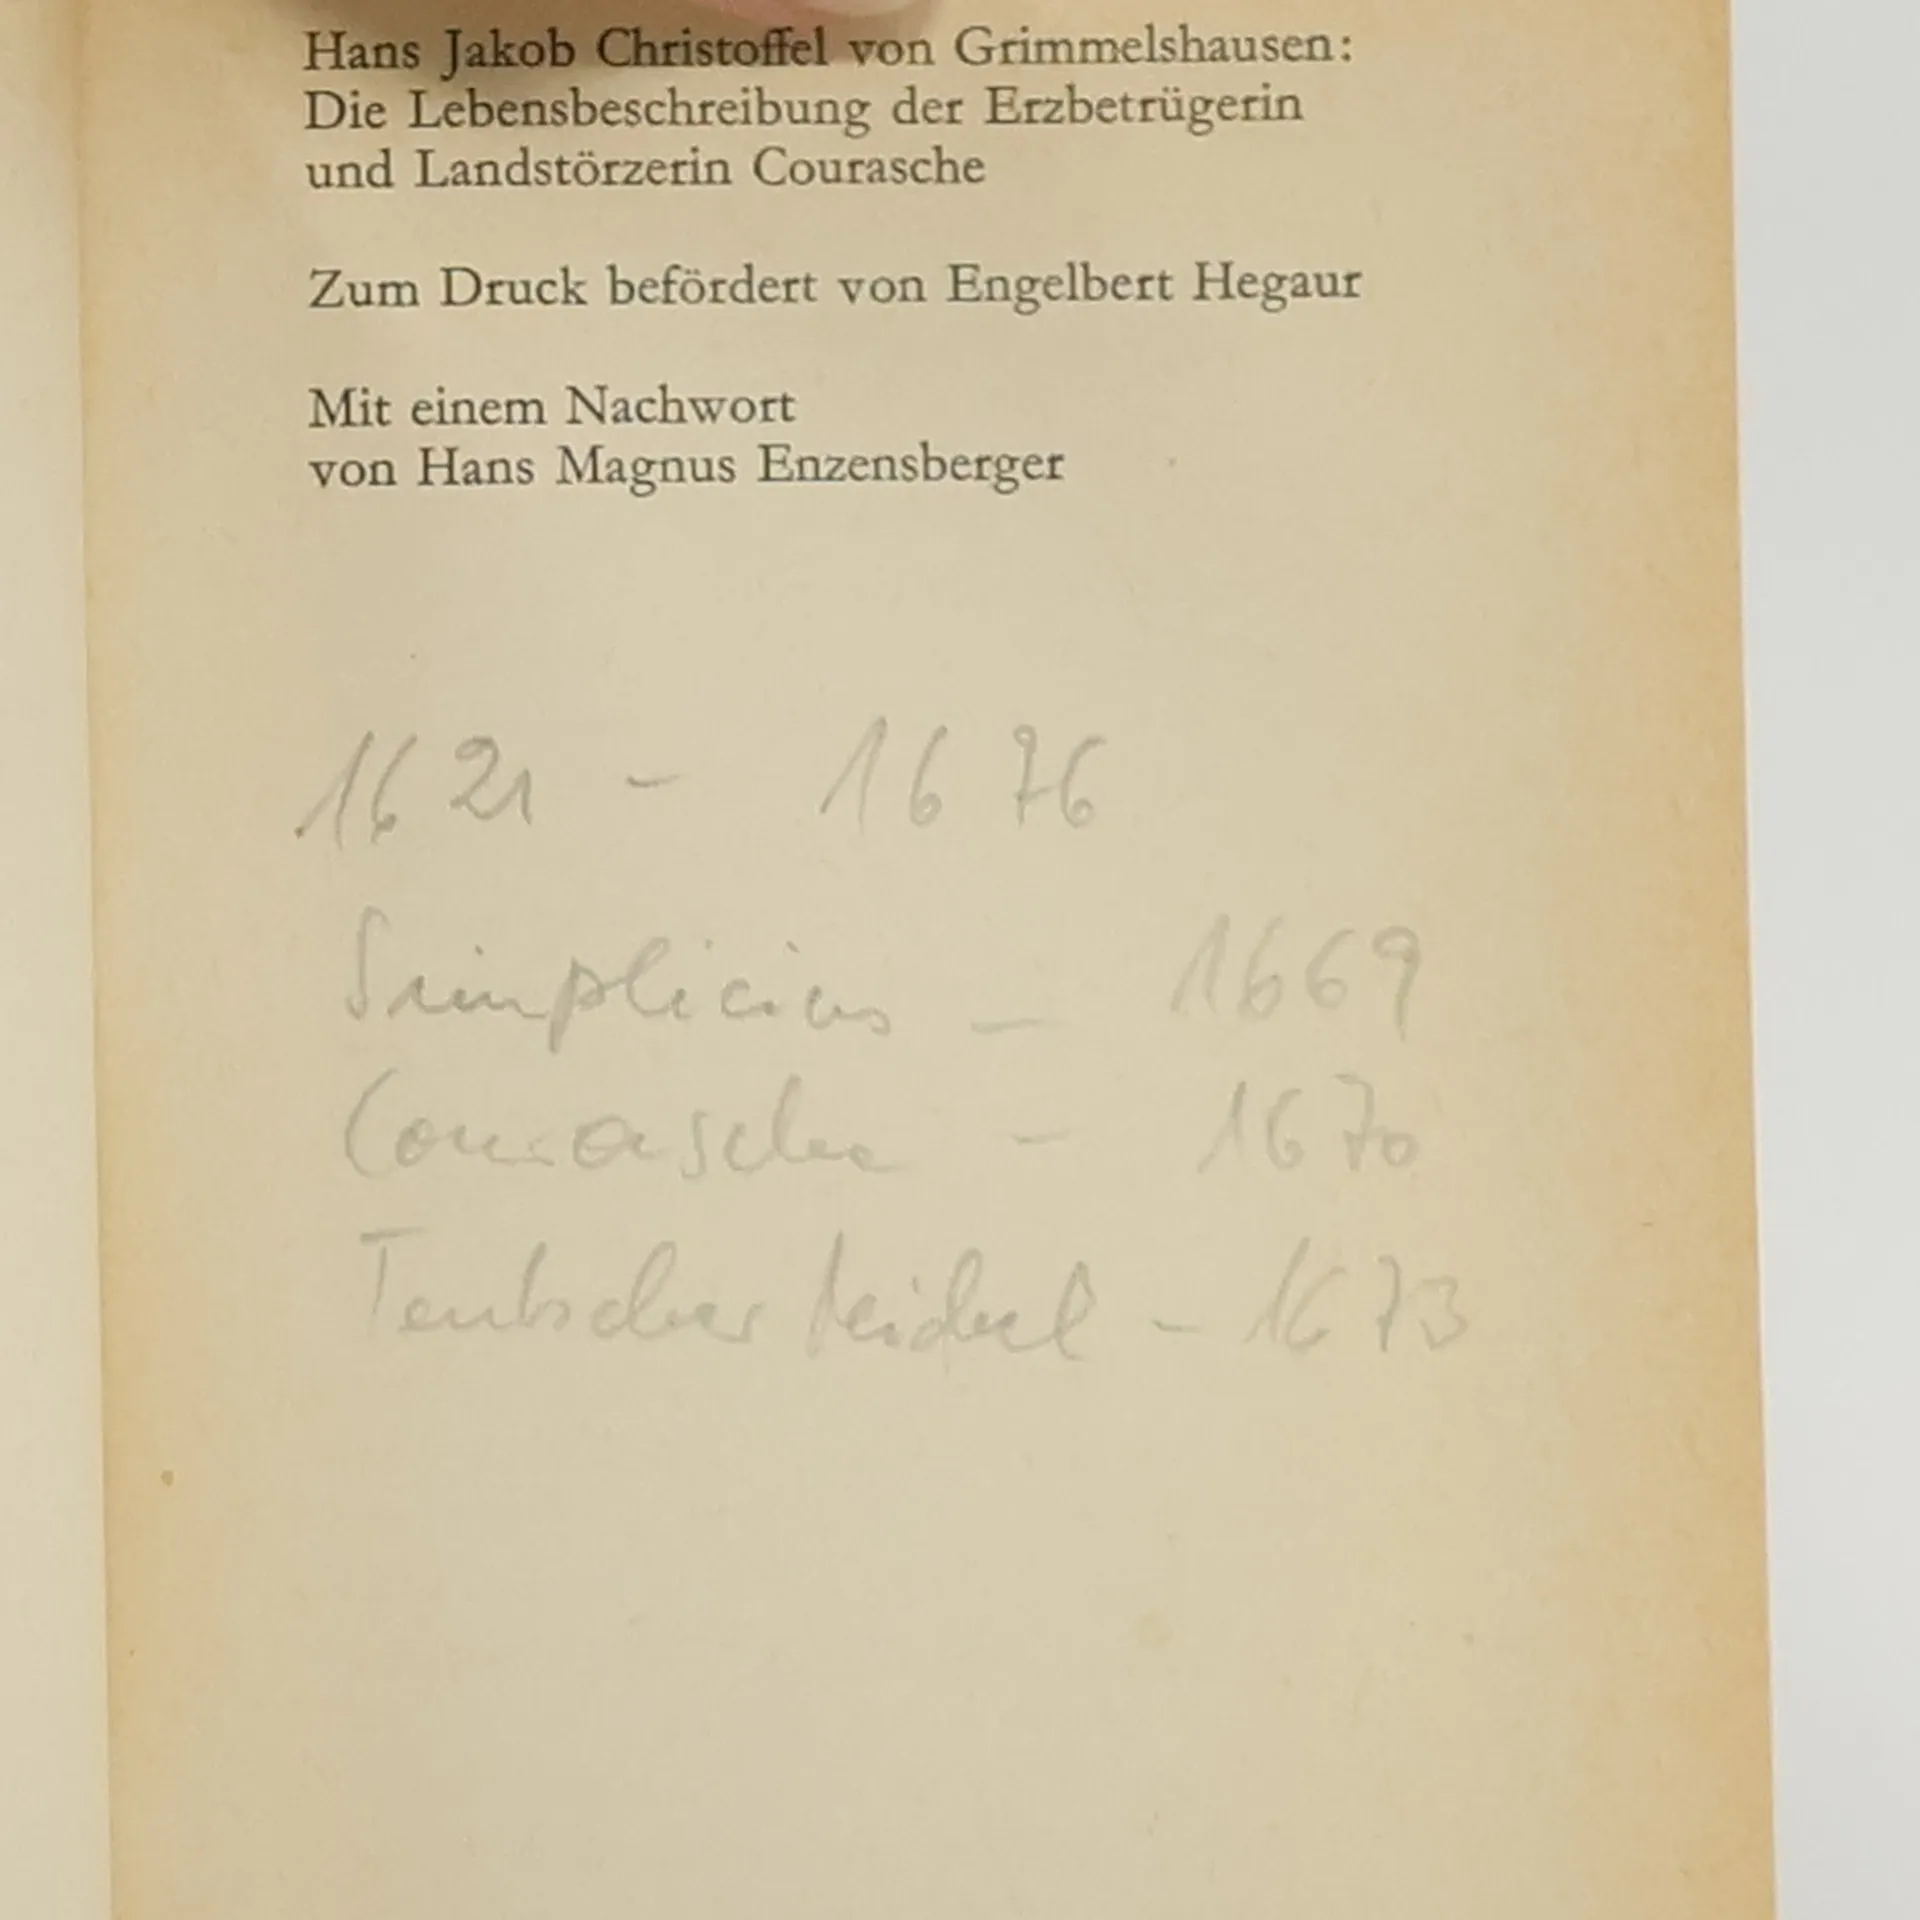 Hans Jakob Christoffel von Grimmelshausen:
Die Lebensbeschreibung der Erzbetrügerin
und Landstörzerin Courasche
Zum Druck befördert von Engelbert Hegaur
Mit einem Nachwort
von Hans Magnus Enzensberger
1621 - 1676
Simplicius - 1669
Courasche - 1670
Teutscher Michel - 1673